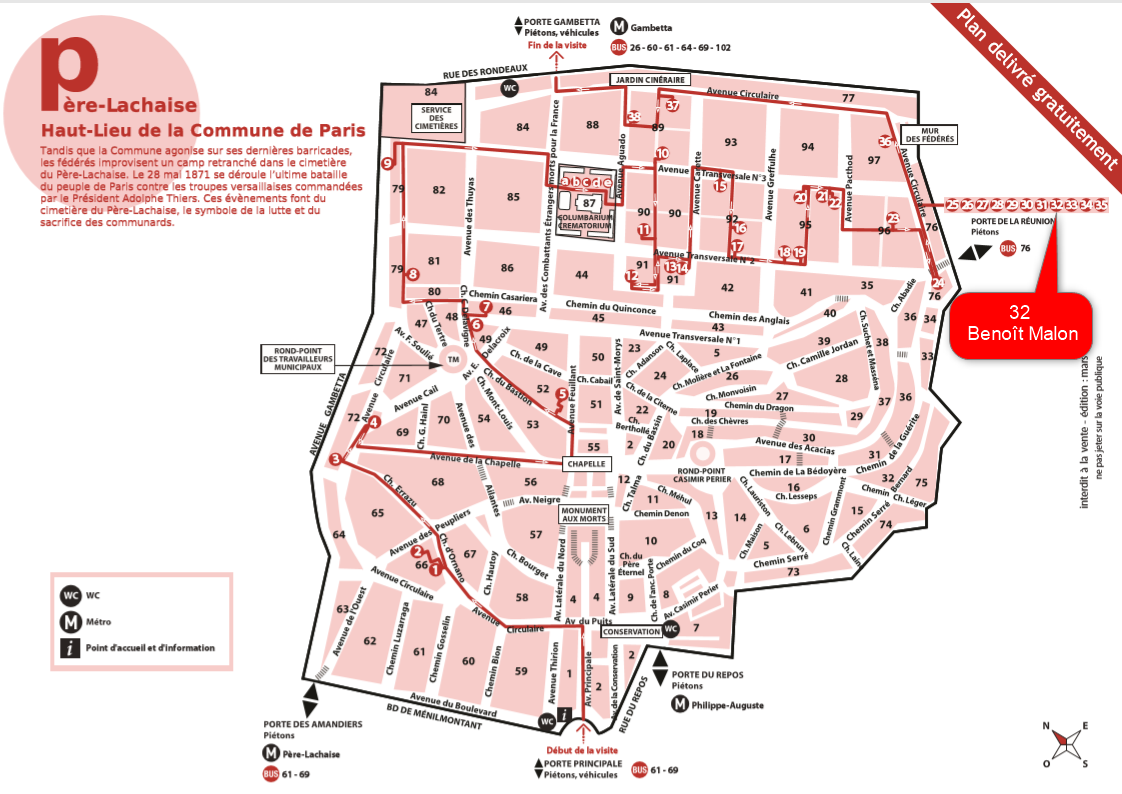 Père-Lachaise
Haut-Lieu de la Commune de Paris
Tandis que la Commune agonise sur ses dernières barricades,
les fédérés improvisent un camp retranché dans le cimetière
du Père-Lachaise. Le 28 mai 1871 se déroule l'ultime bataille
du peuple de Paris contre les troupes versaillaises commandées
par le Président Adolphe Thiers. Ces évènements font du
cimetière du Père-Lachaise, le symbole de la lutte et du
sacrifice des communards.
PORTE GAMBETTA
Piétons, véhicules
Fin de la visite
M Gambetta
BUS 26 - 60 - 61 - 64 - 69 - 102
Plan delivré gratuitement
RUE DES RONDEAUX
WC
JARDIN CINÉRAIRE
Avenue Circulaire
77
84
SERVICE
DES
CIMETIÈRES
84
88
38
37
89
93
94
97
36
MUR
DES FÉDÉRÉS
Avenue Circulaire
9
79
82
Avenue des Thuyas
85
Av. des Combattants Étrangers morts pour la France
a b c d e
87
COLUMBARIUM
CREMATORIUM
Avenue Aguado
10
Avenue Transversale N°3
Avenue Carette
15
Avenue Greffulhe
20
21
22
Avenue Pacthod
23
96
76
90
90
11
92
16
17
95
18
19
25 26 27 28 29 30 31 32 33 34 35
PORTE DE LA RÉUNION
Piétons
BUS 76
Avenue Transversale N°2
79
8
81
86
44
12
91
13
14
91
42
41
35
24
76
80
Chemin Casariera
Chemin du Quinconce
Chemin des Anglais
Ch. Abadie
36
34
32
Benoît Malon
47
Ch. du Tertre
48
Ch. C. Delavigne
7
6
46
45
43
40
Avenue Transversale N°1
Av. F. Soulié
49
Av. E. Delacroix
49
Ch. de la Cave
50
Av. de Saint-Morys
23
Ch. Adanson
Ch. Laplace
5
39
Ch. Camille Jordan
38
Ch. Suchet et Masséna
33
ROND-POINT
DES TRAVAILLEURS
MUNICIPAUX
TM
72
Avenue Circulaire
71
Ch. du Bastion
52
5
Avenue Feuillant
Ch. Cabail
24
Ch. Molière et La Fontaine
26
28
Ch. de la Citerne
Ch. Monvoisin
27
37
36
AVENUE GAMBETTA
72
4
Avenue Cail
69
Ch. G. Hainl
70
Avenue des
54
Ch. Mont-Louis
53
51
22
Ch.
Bertholle
19
Chemin du Dragon
29
Ch. des Chèvres
18
30
Avenue des Acacias
3
Avenue de la Chapelle
CHAPELLE
55
2
Ch. du Bassin
20
ROND-POINT
CASIMIR PERIER
17
31
Chemin de la Guérite
Chemin de La Bédoyère
Ch. Errazu
68
Allantes
56
Av. Neigre
12
Ch. Talma
11
Ch. Méhul
Chemin Denon
16
Ch. Lesseps
Ch. Lauriston
32
Chemin Bernard
75
Ch. Léger
65
Avenue des Peupliers
MONUMENT
AUX MORTS
13
14
6
Chemin Grammont
15
Chemin Serré
74
64
2
66
1
Ch. d'Ornano
67
Ch. Hautoy
57
Ch. Bourget
10
Chemin du Coq
Ch. Maison
Ch. Lebrun
5
Chemin Serré
Ch. Lain
73
Avenue Circulaire
58
Av. Latérale du Nord
4
4
Av. Latérale du Sud
Ch. du
Père
Éternel
9
Ch. de l'anc. Porte
8
Av. Casimir Perier
7
WC WC
M Métro
i Point d'accueil et d'information
63
Avenue de l'Ouest
62
Chemin Luzarraga
61
Chemin Gosselin
60
Chemin Bion
59
Avenue Circulaire
Av. du Puits
CONSERVATION
WC
Avenue Thirion
1
Av. Principale
2
Av. de la Conservation
2
RUE DU REPOS
PORTE DU REPOS
Piétons
M Philippe-Auguste
Avenue du Boulevard
BD DE MÉNILMONTANT
WC
i
PORTE DES AMANDIERS
Piétons
M Père-Lachaise
BUS 61 - 69
Début de la visite
PORTE PRINCIPALE
Piétons, véhicules
BUS 61 - 69
N E
O S
interdit à la vente - édition : mars
ne pas jeter sur la voie publique